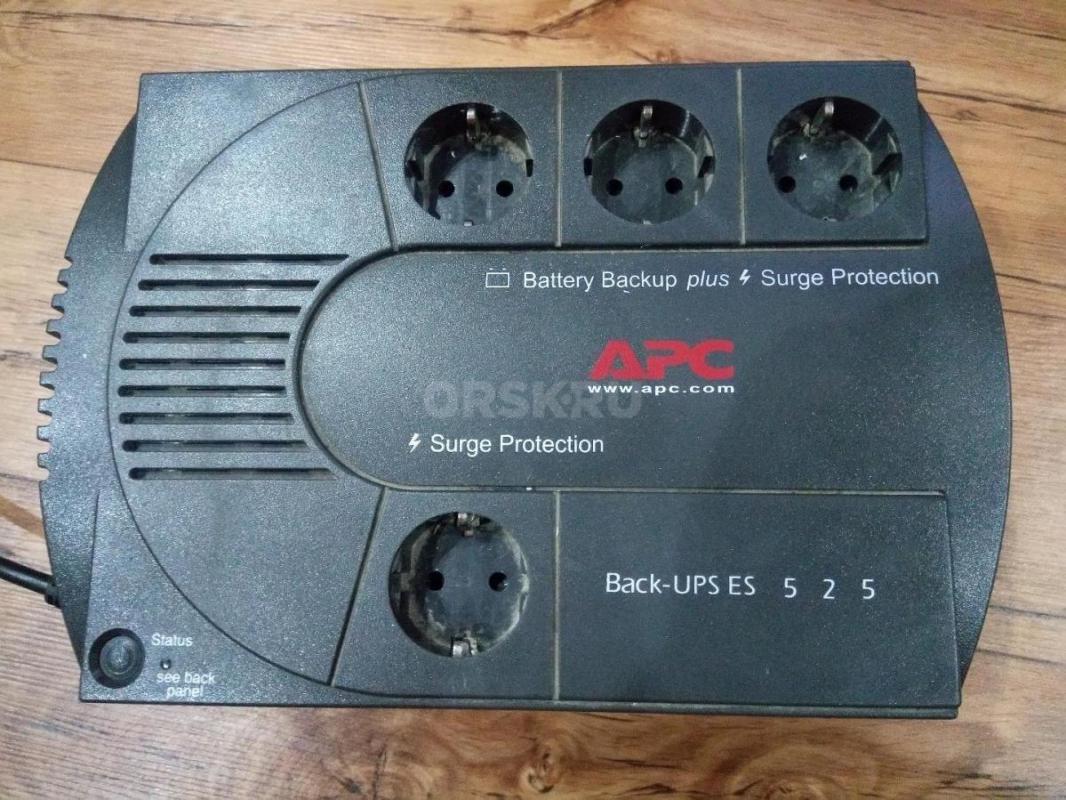 Battery Backup plus Surge Protection
APC
www.apc.com
ORSK.RU
Surge Protection
Back-UPS ES 5 2 5
Status
see back
panel